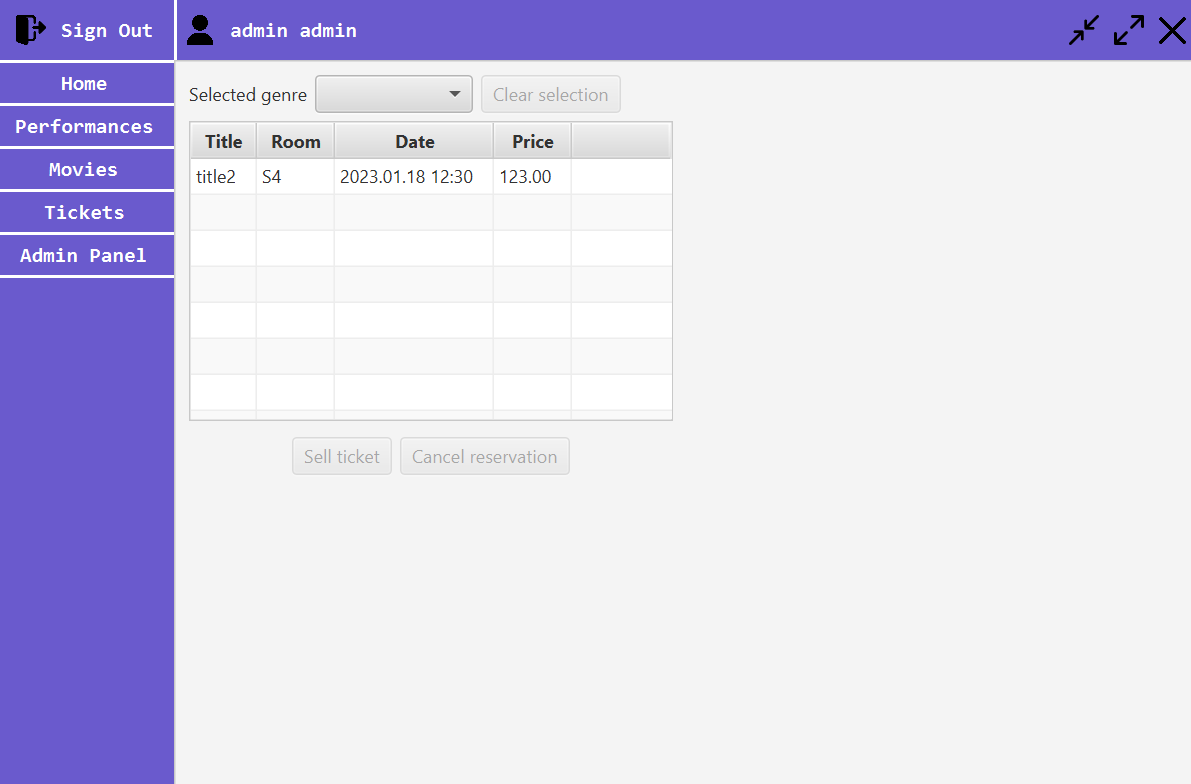 Sign Out
admin admin
Home
Performances
Movies
Tickets
Admin Panel
Selected genre
Clear selection
Title Room Date Price
title2 S4 2023.01.18 12:30 123.00
Sell ticket
Cancel reservation